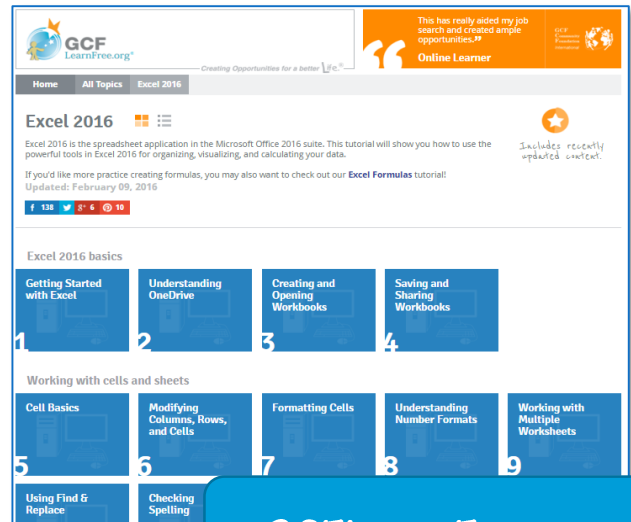 GCF
LearnFree.org®
Creating Opportunities for a better Life.®
This has really aided my job
search and created ample
opportunities.”
Online Learner
GCF
Community
Foundation
International
Home
All Topics
Excel 2016
Excel 2016
Excel 2016 is the spreadsheet application in the Microsoft Office 2016 suite. This tutorial will show you how to use the
powerful tools in Excel 2016 for organizing, visualizing, and calculating your data.
If you'd like more practice creating formulas, you may also want to check out our Excel Formulas tutorial!
Updated: February 09, 2016
Includes recently
updated content.
138
6
10
Excel 2016 basics
Getting Started
with Excel
1
Understanding
OneDrive
2
Creating and
Opening
Workbooks
3
Saving and
Sharing
Workbooks
4
Working with cells and sheets
Cell Basics
5
Modifying
Columns, Rows,
and Cells
6
Formatting Cells
7
Understanding
Number Formats
8
Working with
Multiple
Worksheets
9
Using Find &
Replace
Checking
Spelling